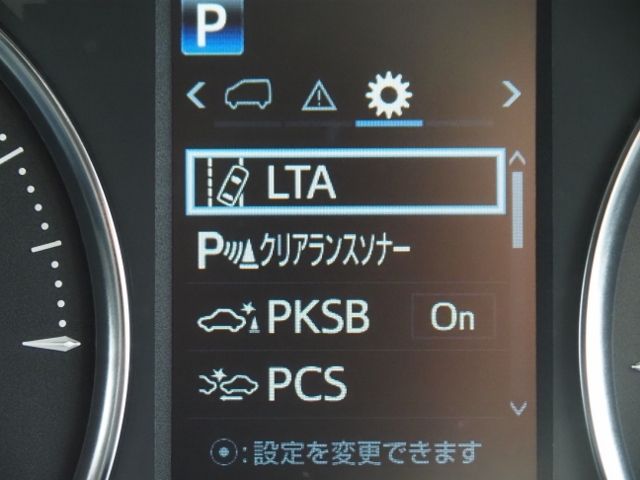 P
LTA
Pクリアランスソナー
PKSB On
PCS
:設定を変更できます